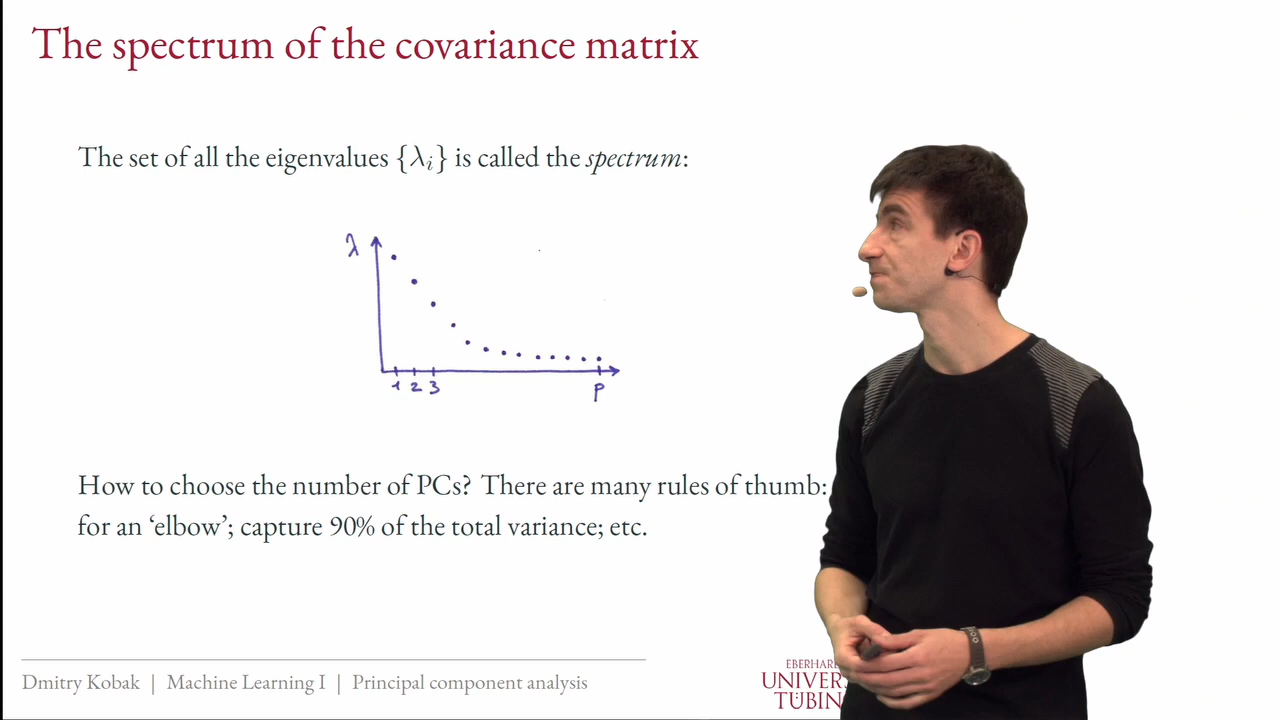 The spectrum of the covariance matrix
The set of all the eigenvalues {λᵢ} is called the spectrum:
λ
1 2 3 p
How to choose the number of PCs? There are many rules of thumb:
for an ‘elbow’; capture 90% of the total variance; etc.
Dmitry Kobak | Machine Learning I | Principal component analysis